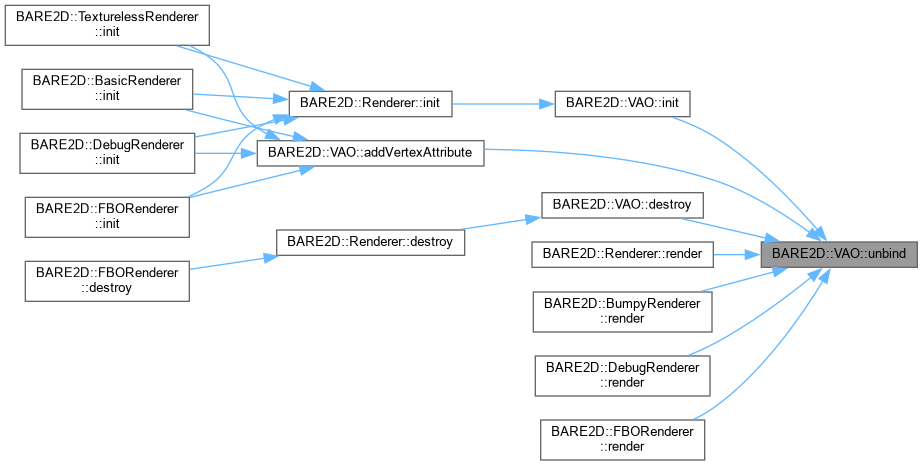 BARE2D::TexturelessRenderer
::init
BARE2D::BasicRenderer
::init
BARE2D::DebugRenderer
::init
BARE2D::FBORenderer
::init
BARE2D::FBORenderer
::destroy
BARE2D::Renderer::init
BARE2D::VAO::addVertexAttribute
BARE2D::Renderer::destroy
BARE2D::VAO::init
BARE2D::VAO::destroy
BARE2D::Renderer::render
BARE2D::BumpyRenderer
::render
BARE2D::DebugRenderer
::render
BARE2D::FBORenderer
::render
BARE2D::VAO::unbind